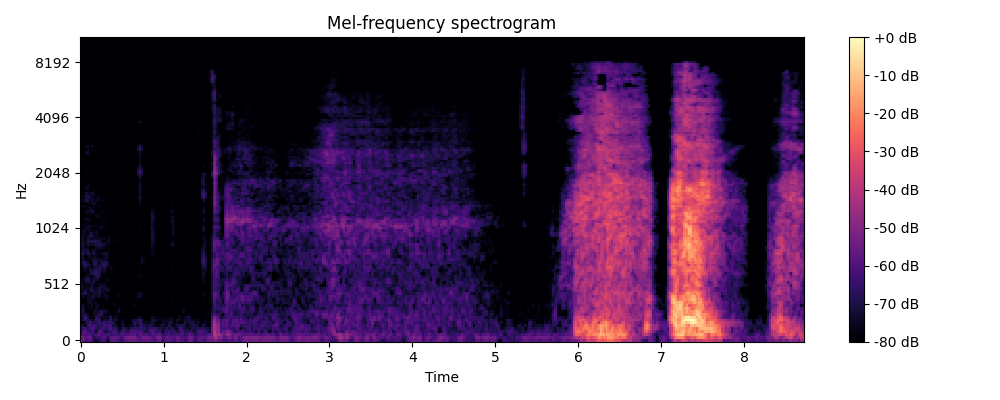 Mel-frequency spectrogram
Hz
8192
4096
2048
1024
512
0
0 1 2 3 4 5 6 7 8
Time
+0 dB
-10 dB
-20 dB
-30 dB
-40 dB
-50 dB
-60 dB
-70 dB
-80 dB